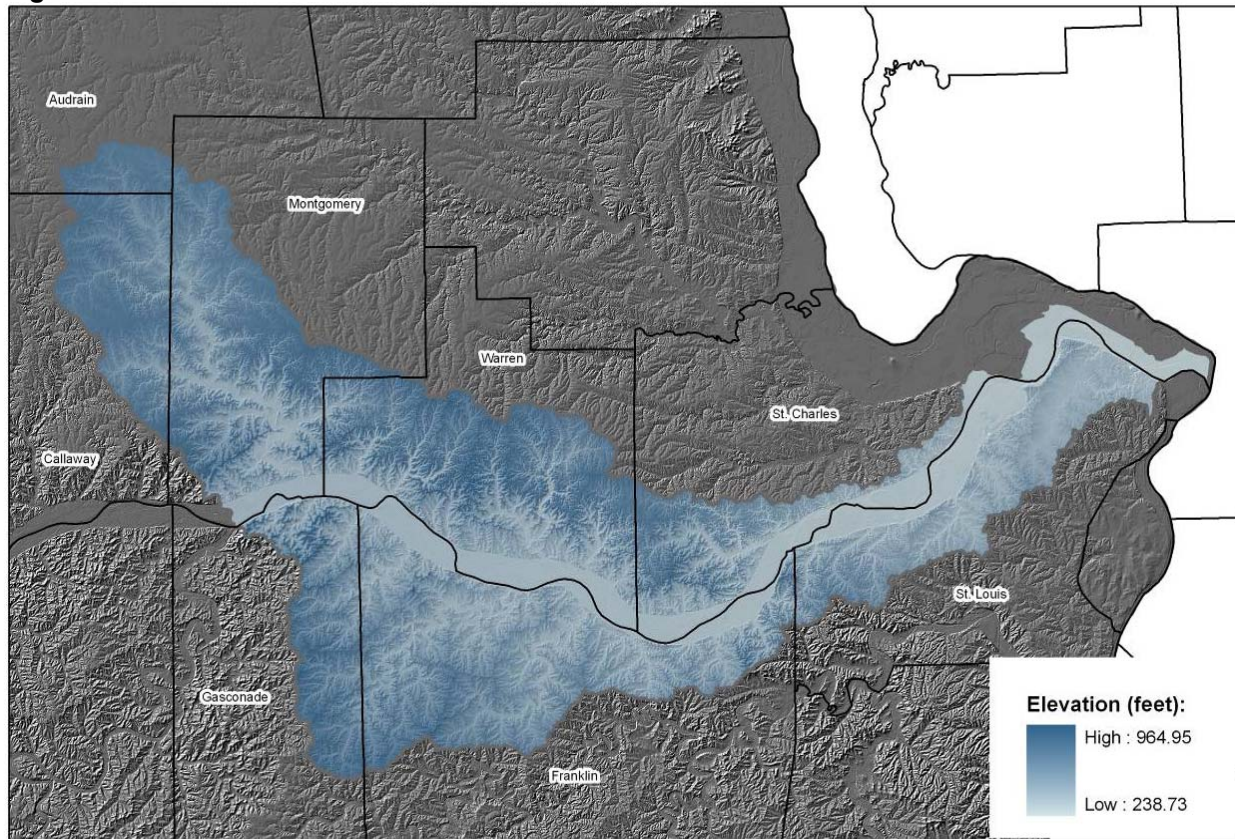 Audrain
Montgomery
Warren
St. Charles
Callaway
St. Louis
Gasconade
Franklin
Elevation (feet):
High : 964.95
Low : 238.73